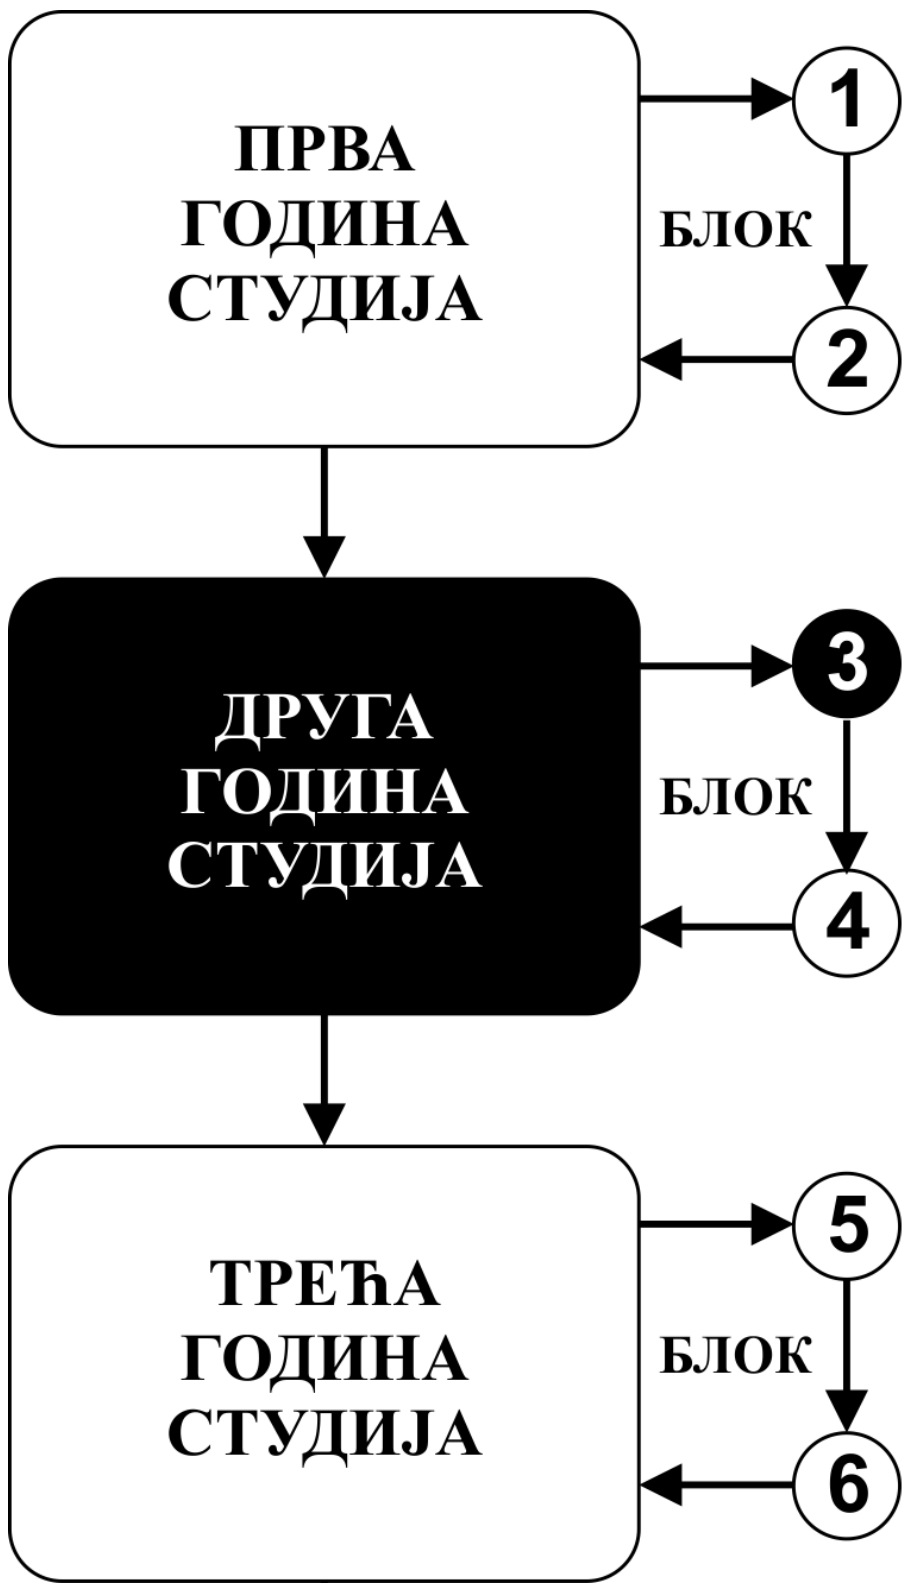 ПРВА
ГОДИНА
СТУДИЈА
1
БЛОК
2
ДРУГА
ГОДИНА
СТУДИЈА
3
БЛОК
4
ТРЕЋА
ГОДИНА
СТУДИЈА
5
БЛОК
6